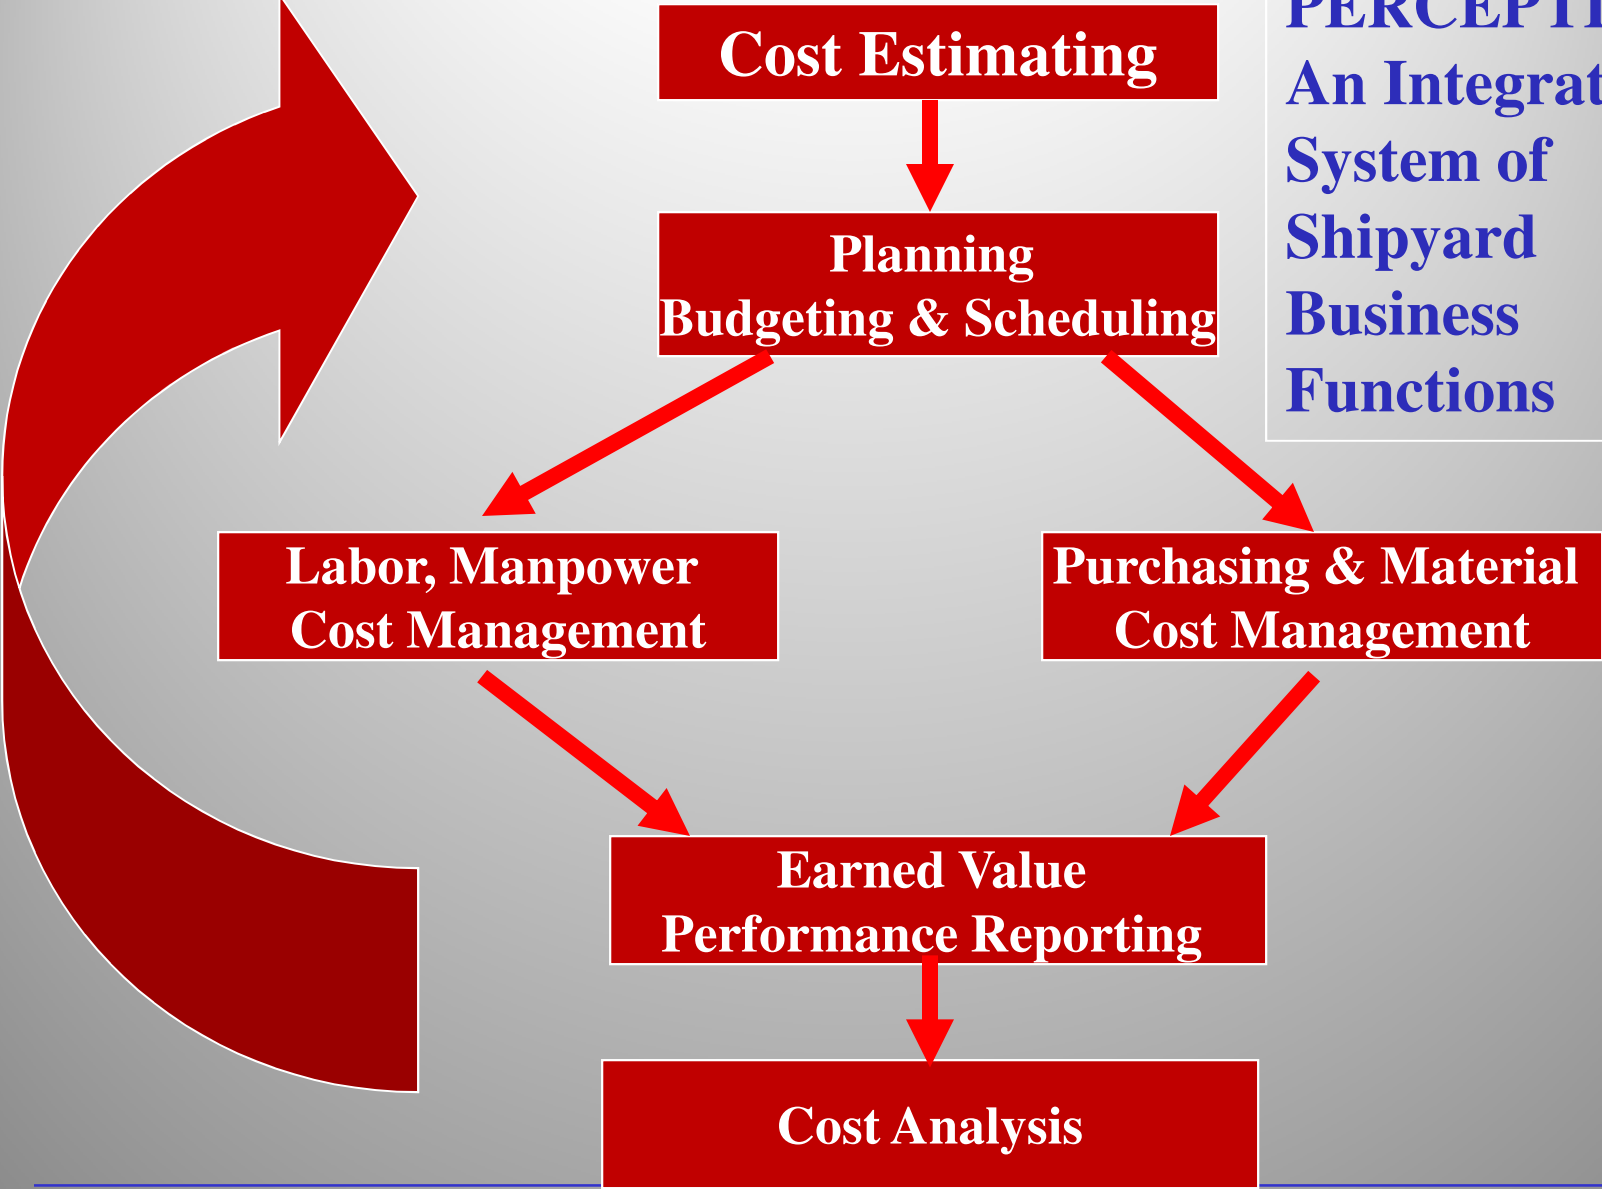 Cost Estimating
An
System of
Shipyard
Business
Functions
Planning
Budgeting & Scheduling
Labor, Manpower
Cost Management
Purchasing & Material
Cost Management
Earned Value
Performance Reporting
Cost Analysis